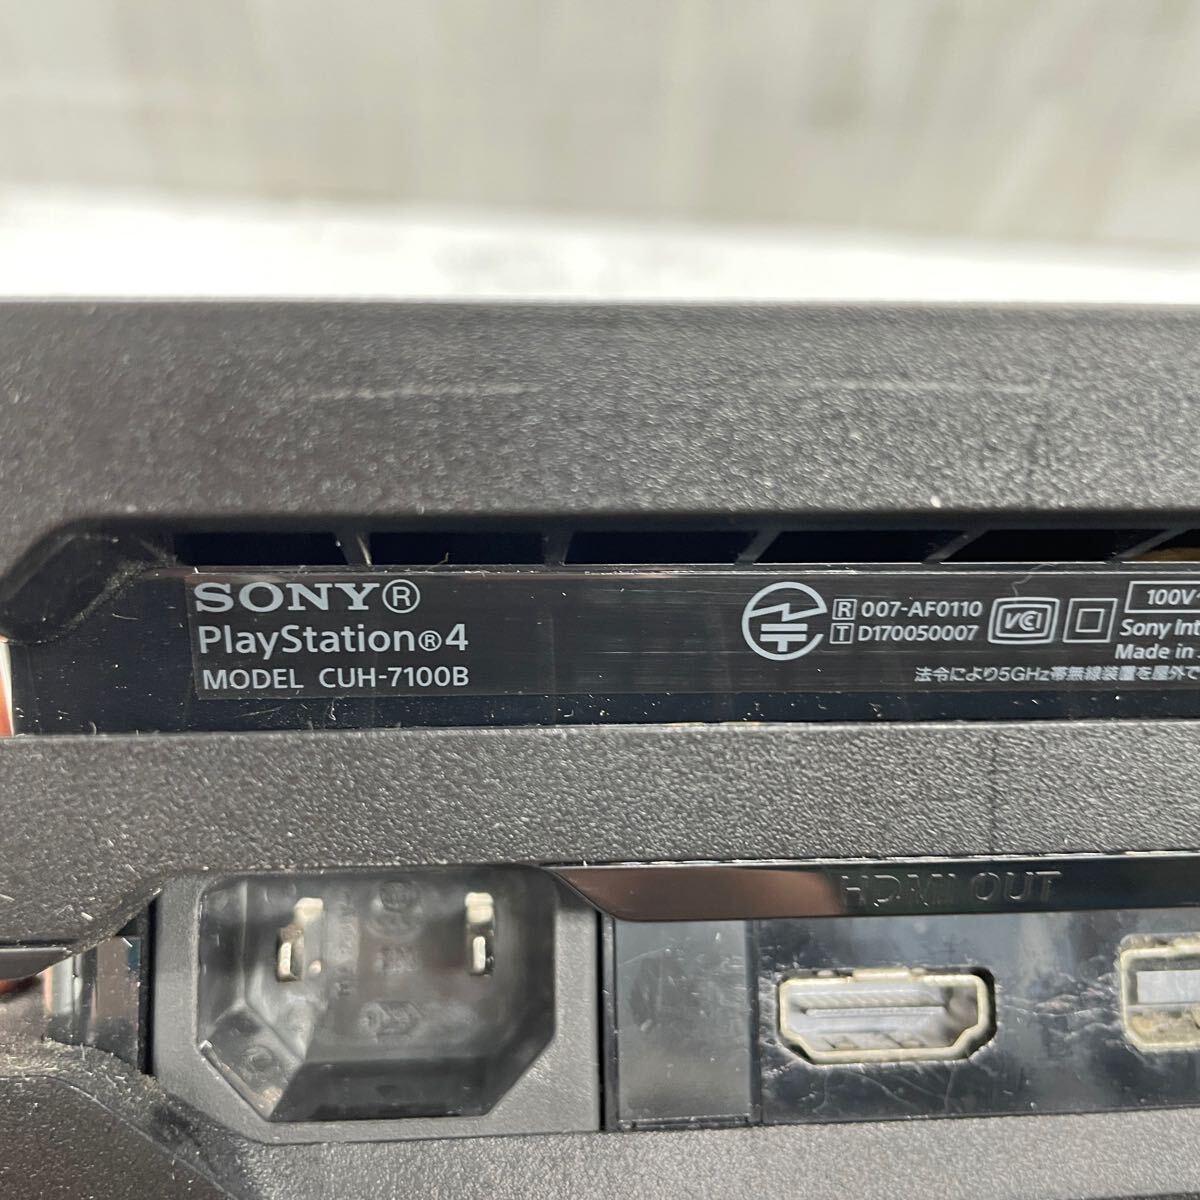 SONY®
PlayStation®4
MODEL CUH-7100B
R 007-AF0110
T D170050007
VCI
100V
Sony Int
Made in
法令により5GHz帯無線装置を屋外で
HDMI OUT